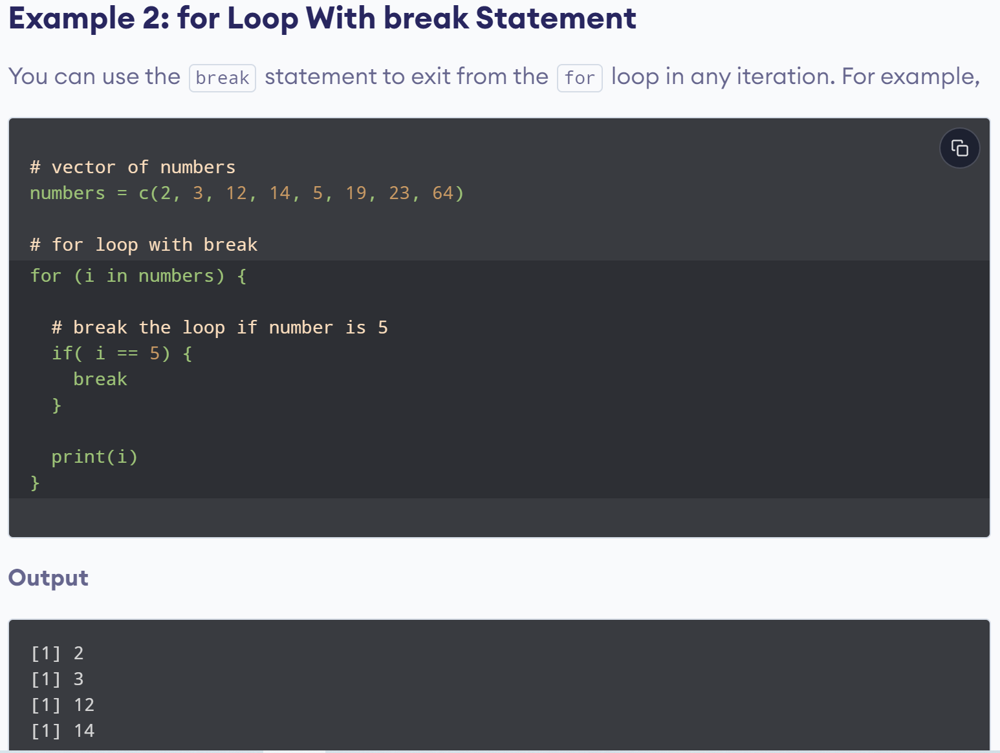 Example 2: for Loop With break Statement
You can use the break statement to exit from the for loop in any iteration. For example,
# vector of numbers
numbers = c(2, 3, 12, 14, 5, 19, 23, 64)
# for loop with break
for (i in numbers) {
  # break the loop if number is 5
  if( i == 5) {
    break
  }
  print(i)
}
Output
[1] 2
[1] 3
[1] 12
[1] 14